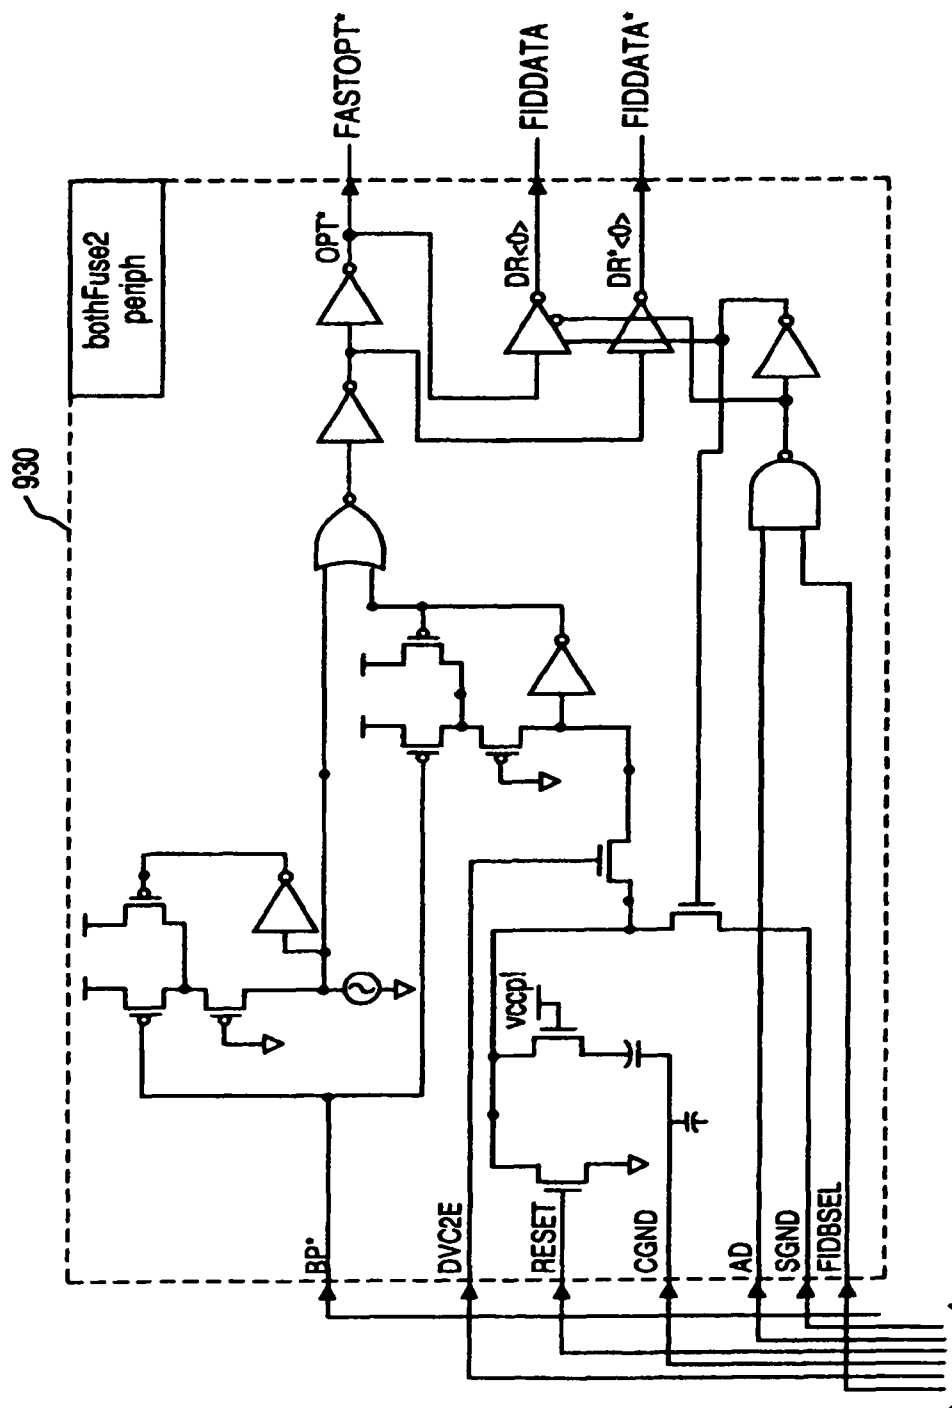 930
bothFuse2
periph
FASTOPT*
OPT*
FIDDATA
DR<0>
FIDDATA*
DR*<0>
vccp!
BP*
DVC2E
RESET
CGND
AD
SGND
FIDBSEL